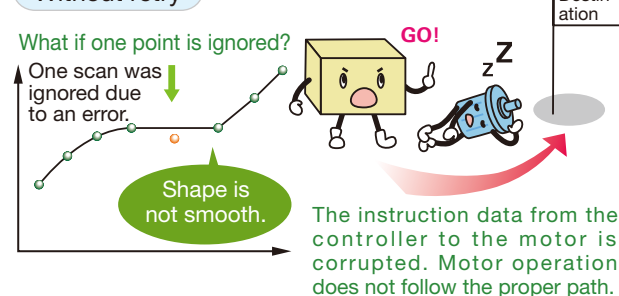 What if one point is ignored?
One scan was
ignored due
to an error.
Shape is
not smooth.
GO!
z Z
ation
The instruction data from the
controller to the motor is
corrupted. Motor operation
does not follow the proper path.